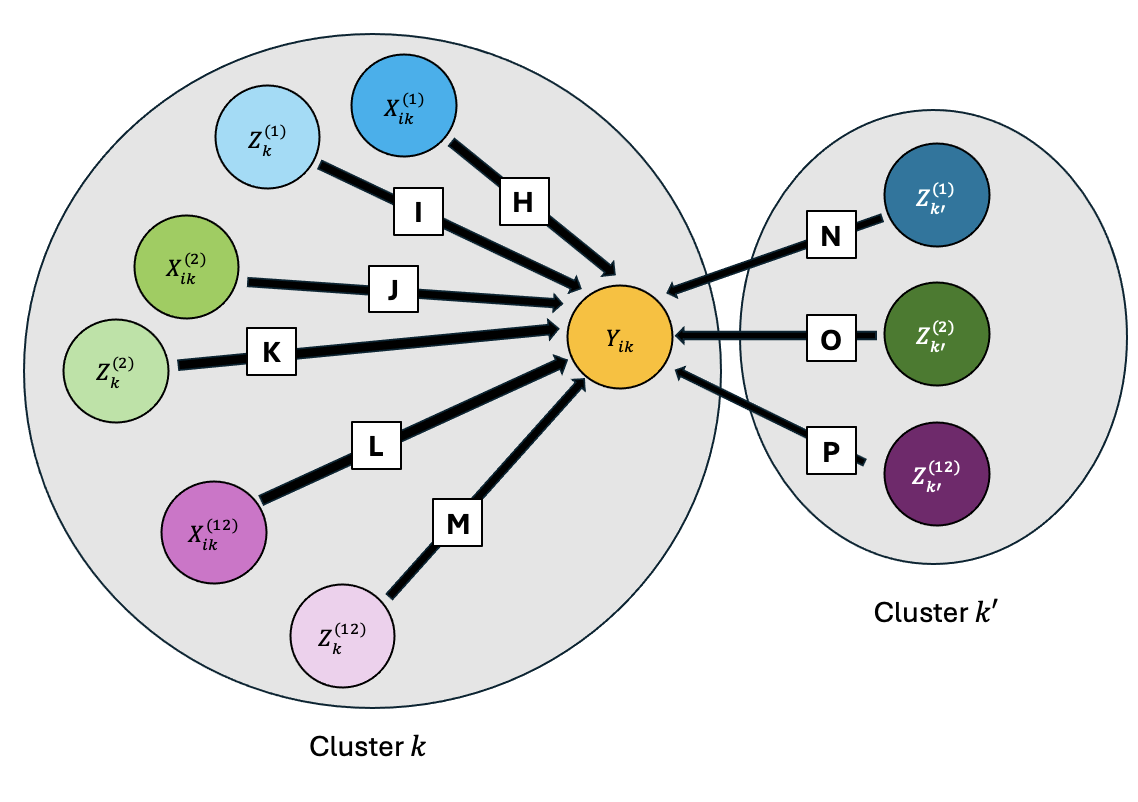 X_{ik}^{(1)}
Z_{k}^{(1)}
H
I
X_{ik}^{(2)}
J
Z_{k}^{(2)}
K
Y_{ik}
L
X_{ik}^{(12)}
M
Z_{k}^{(12)}
Cluster k
Z_{k'}^{(1)}
N
Z_{k'}^{(2)}
O
Z_{k'}^{(12)}
P
Cluster k'